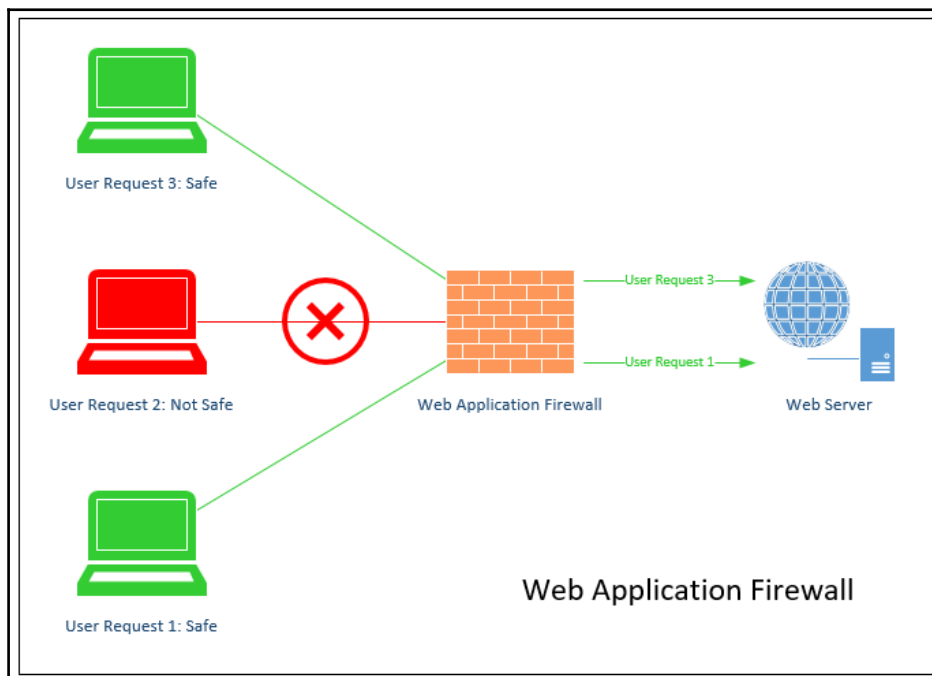 User Request 3: Safe
User Request 3
User Request 2: Not Safe
Web Application Firewall
User Request 1
Web Server
Web Application Firewall
User Request 1: Safe